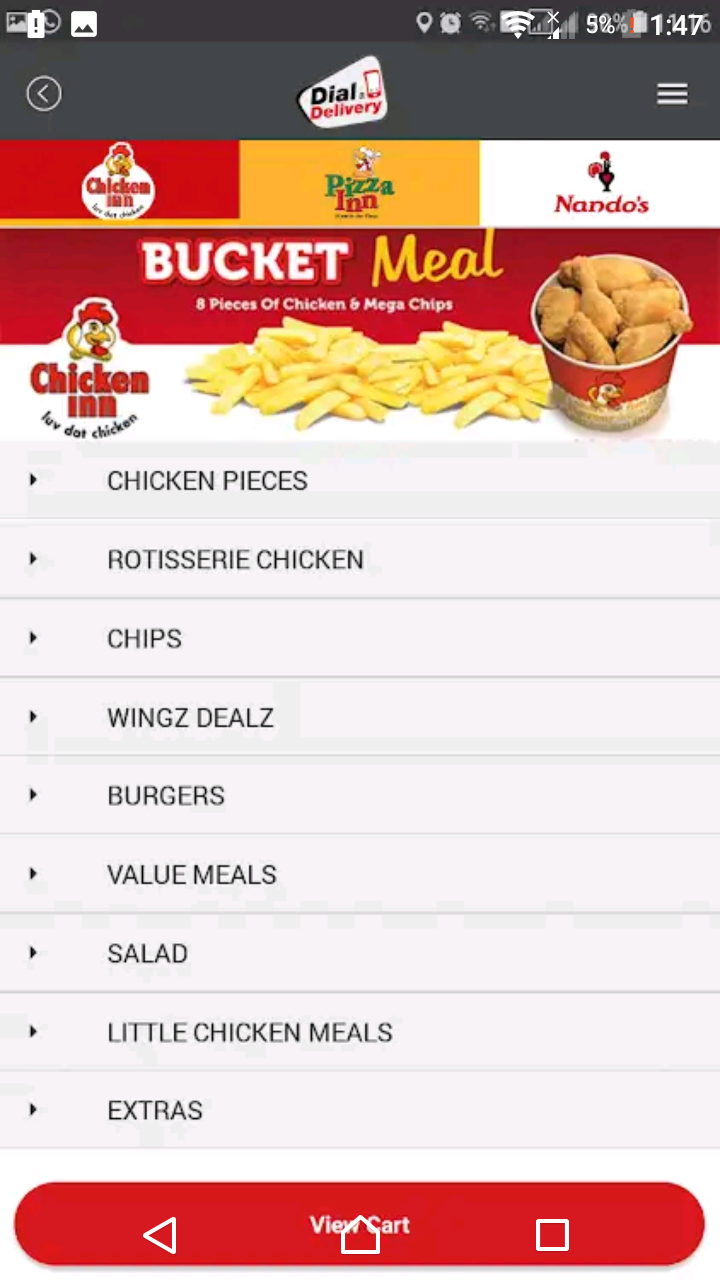 5% 1:47
Dial a
Delivery
Chicken
Inn
luv dat chicken
Pizza
Inn
Nando's
BUCKET Meal
8 Pieces Of Chicken & Mega Chips
Chicken
Inn
luv dat chicken
CHICKEN PIECES
ROTISSERIE CHICKEN
CHIPS
WINGZ DEALZ
BURGERS
VALUE MEALS
SALAD
LITTLE CHICKEN MEALS
EXTRAS
View Cart